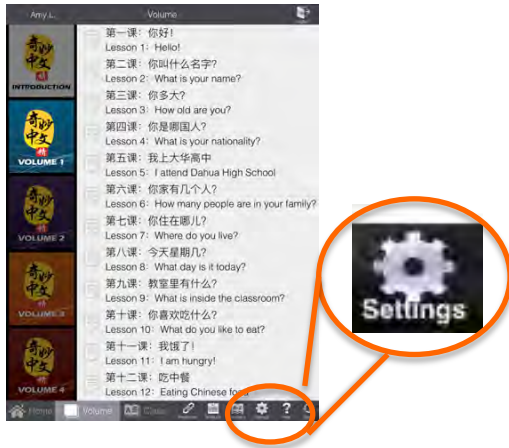 Amy L.
Volume
奇妙中文
INTRODUCTION
奇妙中文 精
VOLUME 1
奇妙中文 精
VOLUME 2
奇妙中文 精
VOLUME 3
奇妙中文 精
VOLUME 4
第一课：你好！
Lesson 1：Hello!
第二课：你叫什么名字?
Lesson 2：What is your name?
第三课：你多大?
Lesson 3：How old are you?
第四课：你是哪国人?
Lesson 4：What is your nationality?
第五课：我上大华高中
Lesson 5：I attend Dahua High School
第六课：你家有几个人?
Lesson 6：How many people are in your family?
第七课：你住在哪儿?
Lesson 7：Where do you live?
第八课：今天星期几?
Lesson 8：What day is it today?
第九课：教室里有什么?
Lesson 9：What is inside the classroom?
第十课：你喜欢吃什么?
Lesson 10：What do you like to eat?
第十一课：我饿了!
Lesson 11：I am hungry!
第十二课：吃中餐
Lesson 12：Eating Chinese food
Home
Volume
Class
Settings